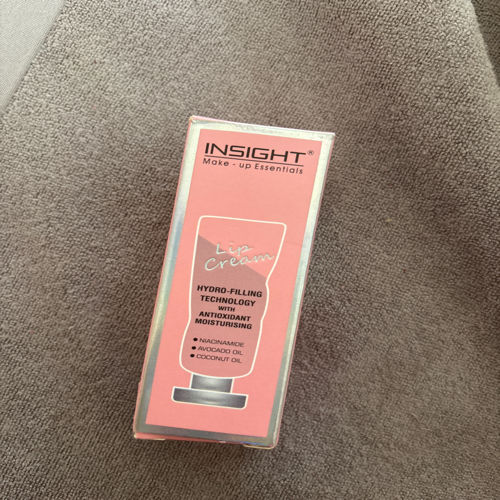 INSIGHT®
Make - up Essentials
Lip
Cream
HYDRO-FILLING
TECHNOLOGY
WITH
ANTIOXIDANT
MOISTURISING
● NIACINAMIDE
● AVOCADO OIL
● COCONUT OIL